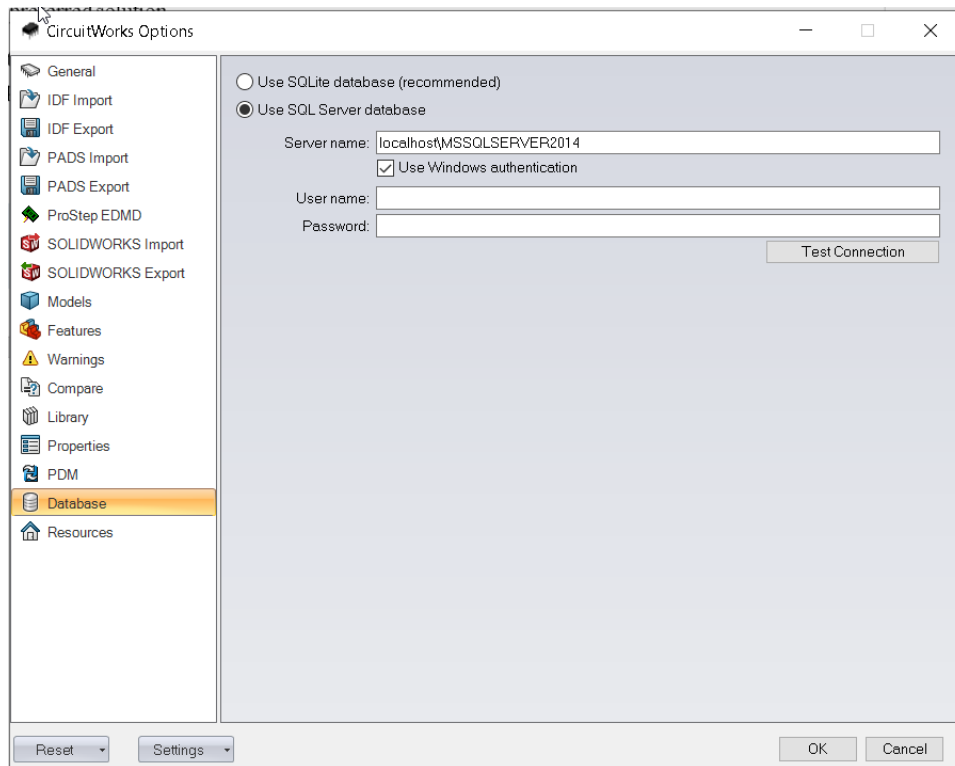 preferred solution
CircuitWorks Options
General
IDF Import
IDF Export
PADS Import
PADS Export
ProStep EDMD
SOLIDWORKS Import
SOLIDWORKS Export
Models
Features
Warnings
Compare
Library
Properties
PDM
Database
Resources
Use SQLite database (recommended)
Use SQL Server database
Server name: localhost\MSSQLSERVER2014
Use Windows authentication
User name:
Password:
Test Connection
Reset Settings OK Cancel